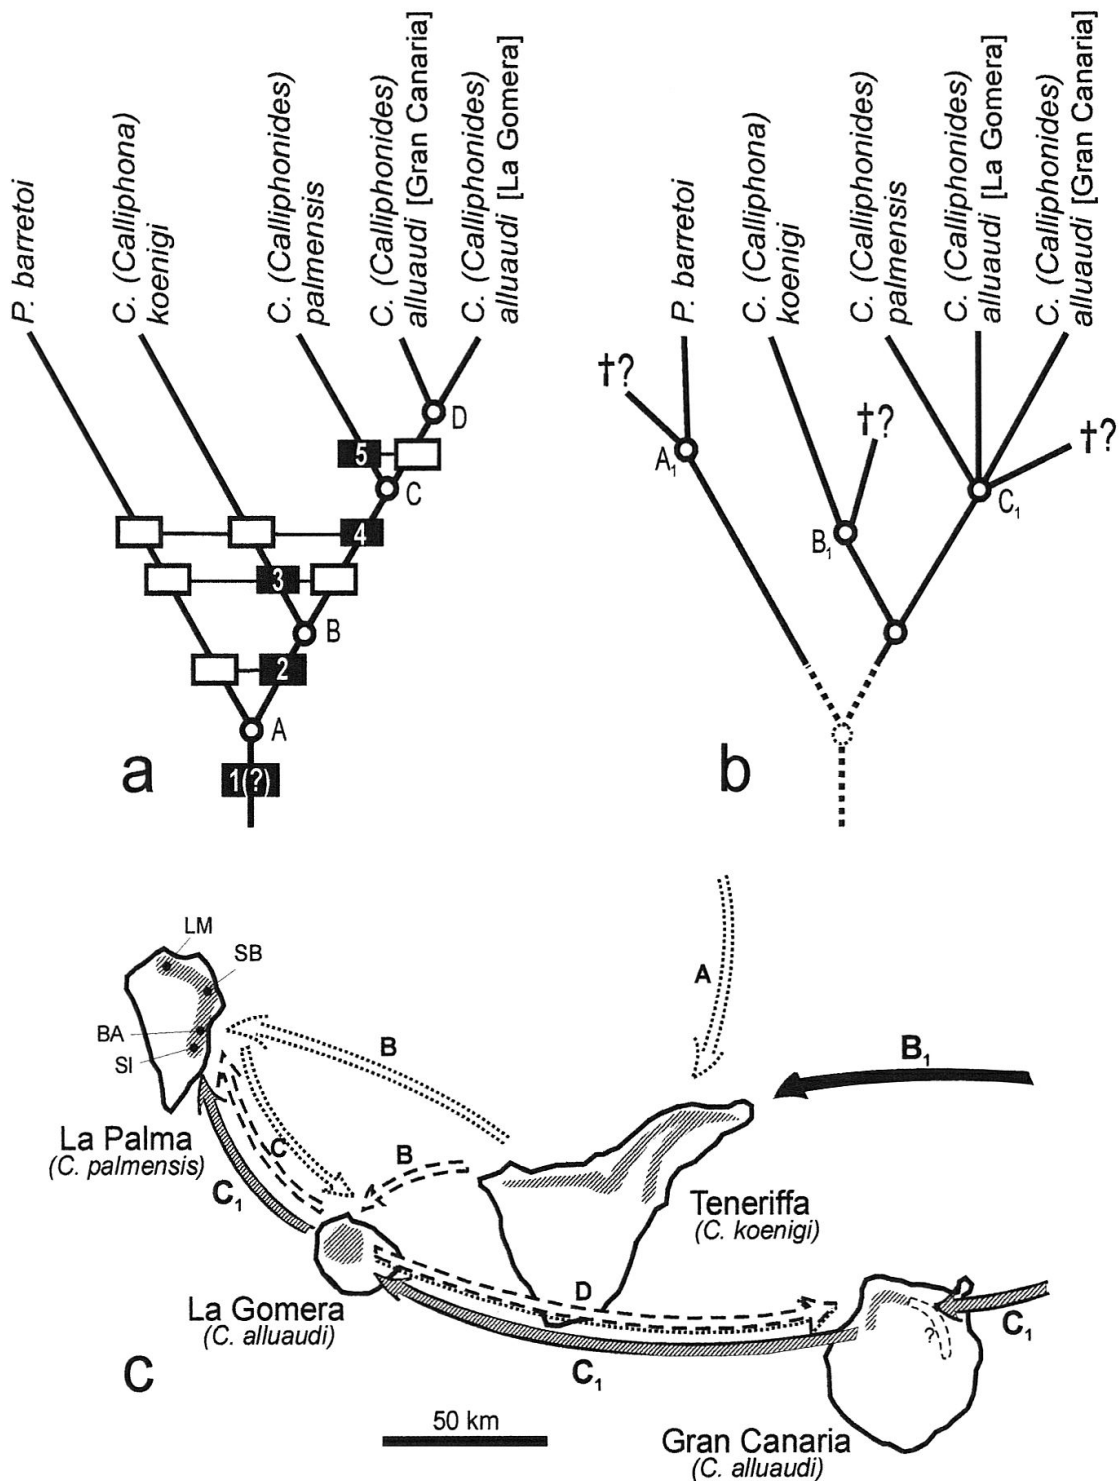 P. barretoi
C. (Calliphona)
koenigi
C. (Calliphonides)
palmensis
C. (Calliphonides)
alluaudi [Gran Canaria]
C. (Calliphonides)
alluaudi [La Gomera]
D
5
C
4
3
B
2
A
1(?)
a
P. barretoi
C. (Calliphona)
koenigi
C. (Calliphonides)
palmensis
C. (Calliphonides)
alluaudi [La Gomera]
C. (Calliphonides)
alluaudi [Gran Canaria]
†?
†?
†?
A1
B1
C1
b
LM
SB
BA
SI
A
B
B1
La Palma
(C. palmensis)
C
B
C1
Teneriffa
(C. koenigi)
La Gomera
(C. alluaudi)
D
C1
?
C1
c
50 km
Gran Canaria
(C. alluaudi)